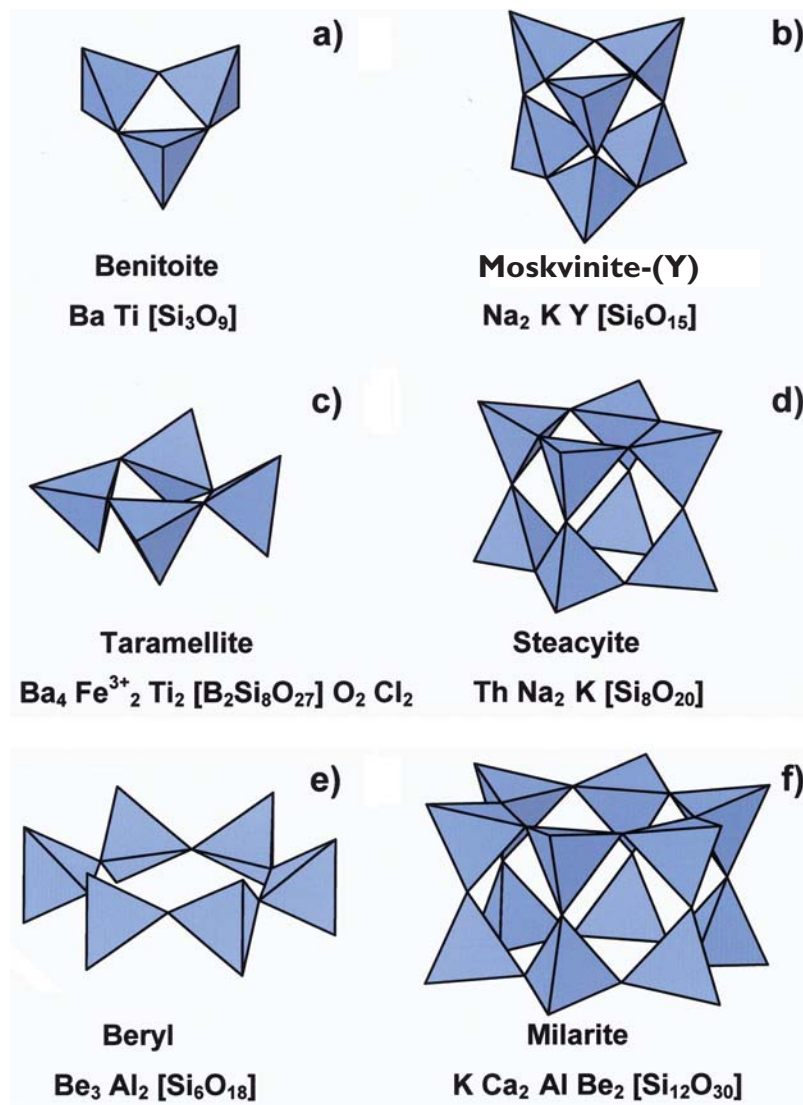 a)
Benitoite
Ba Ti [Si₃O₉]
b)
Moskvinite-(Y)
Na₂ K Y [Si₆O₁₅]
c)
Taramellite
Ba₄ Fe³⁺₂ Ti₂ [B₂Si₈O₂₇] O₂ Cl₂
d)
Steacyite
Th Na₂ K [Si₈O₂₀]
e)
Beryl
Be₃ Al₂ [Si₆O₁₈]
f)
Milarite
K Ca₂ Al Be₂ [Si₁₂O₃₀]